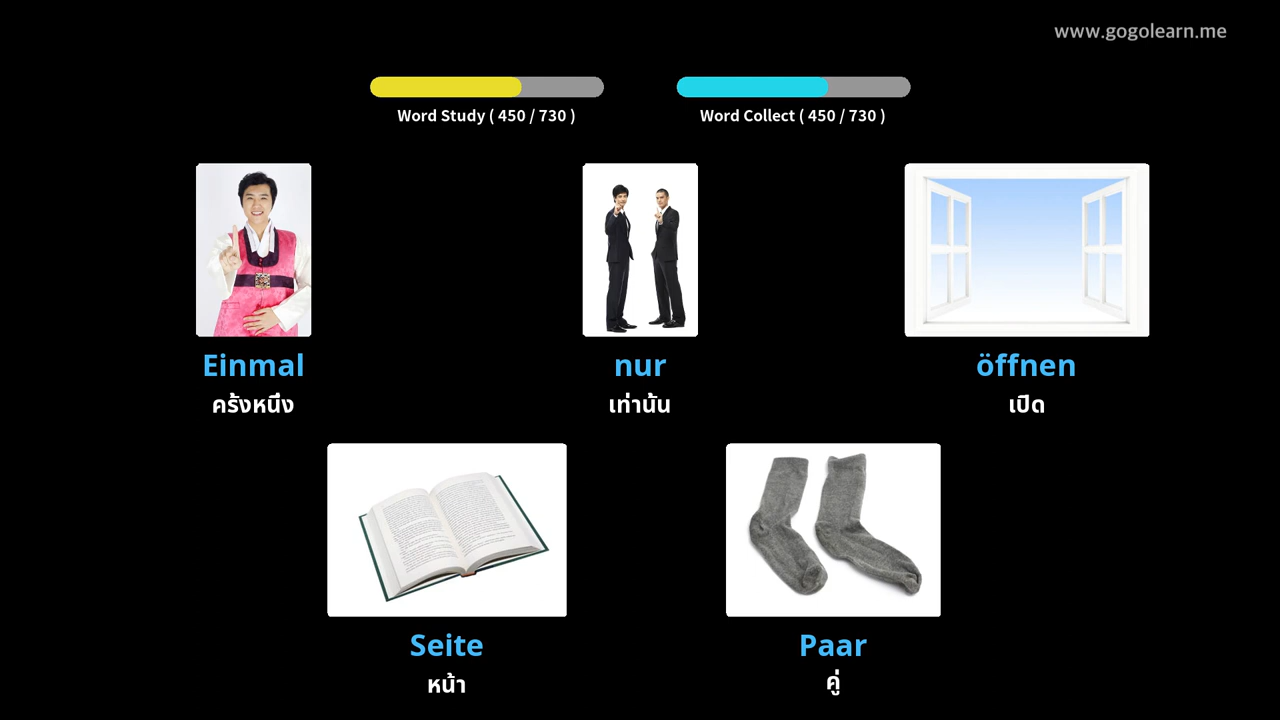 www.gogolearn.me
Word Study ( 450 / 730 )
Word Collect ( 450 / 730 )
Einmal
ครั้งหนึ่ง
nur
เท่านั้น
öffnen
เปิด
Seite
หน้า
Paar
คู่